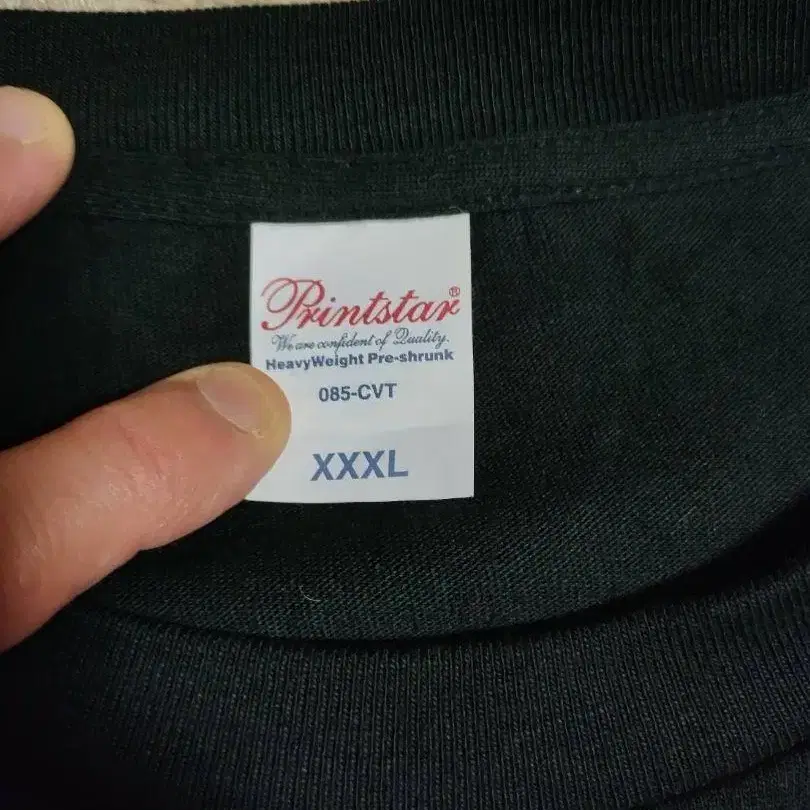 Printstar®
We are confident of Quality.
HeavyWeight Pre-shrunk
085-CVT
XXXL